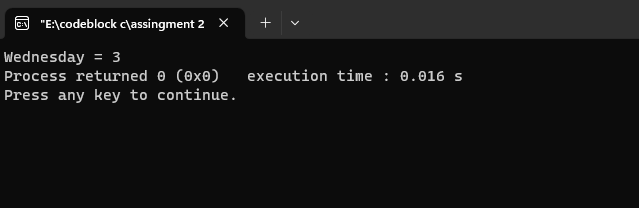 "E:\codeblock c\assingment 2
Wednesday = 3
Process returned 0 (0x0)   execution time : 0.016 s
Press any key to continue.